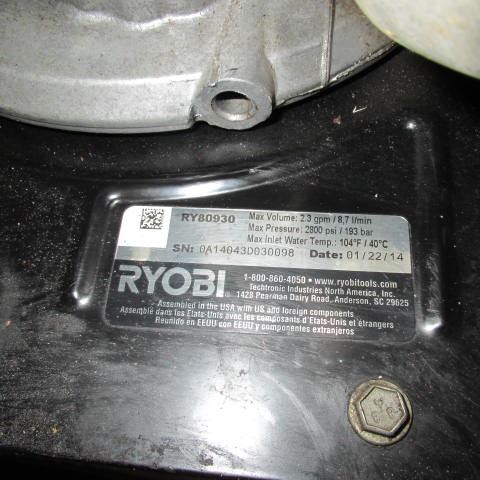 RY80930
Max Volume: 2.3 gpm / 8,7 l/min
Max Pressure: 2800 psi / 193 bar
Max Inlet Water Temp.: 104°F / 40°C
SN: 0A14043D030098 Date: 01/22/14
RYOBI®
1-800-860-4050 • www.ryobitools.com
Techtronic Industries North America, Inc.
1428 Pearman Dairy Road, Anderson, SC 29625
Assembled in the USA with US and foreign components
Assemblé dans les Etats-Unis avec les composants d'Etats-Unis et étrangers
Reunido en EEUU con EEUU y componentes extranjeros